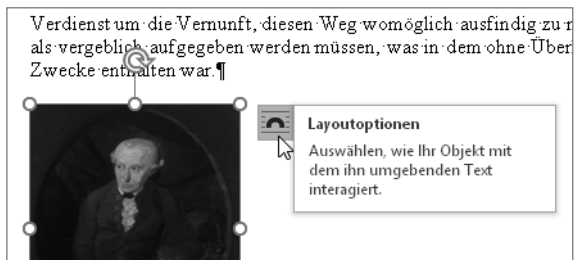 Verdienst um die Vernunft, diesen Weg womöglich ausfindig zu
als vergeblich aufgegeben werden müssen, was in dem ohne Über
Zwecke enthalten war.¶
Layoutoptionen
Auswählen, wie Ihr Objekt mit
dem ihn umgebenden Text
interagiert.